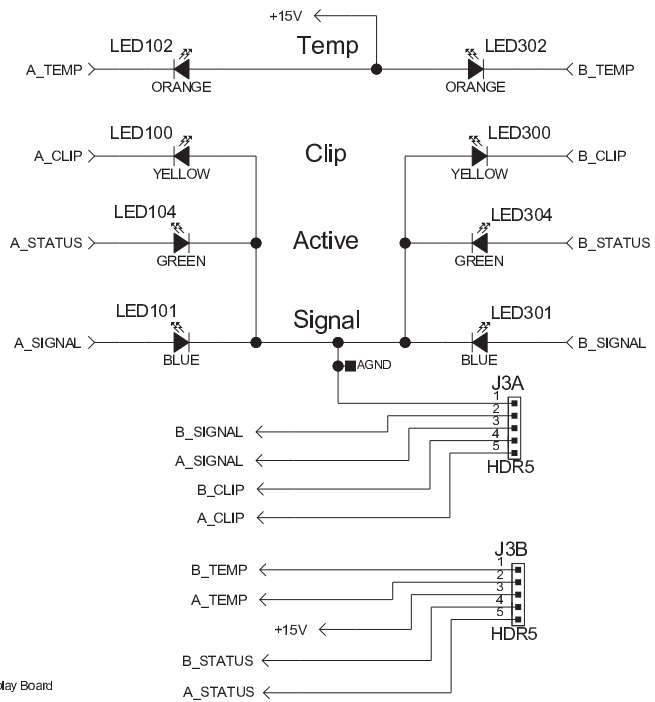 +15V
LED102 Temp LED302
A_TEMP B_TEMP
ORANGE ORANGE
LED100 LED300
A_CLIP Clip B_CLIP
YELLOW YELLOW
LED104 LED304
A_STATUS Active B_STATUS
GREEN GREEN
LED101 Signal LED301
A_SIGNAL B_SIGNAL
BLUE BLUE
AGND
J3A
1
2
3
4
5
HDR5
B_SIGNAL
A_SIGNAL
B_CLIP
A_CLIP
J3B
1
2
3
4
5
HDR5
B_TEMP
A_TEMP
+15V
B_STATUS
A_STATUS
Board